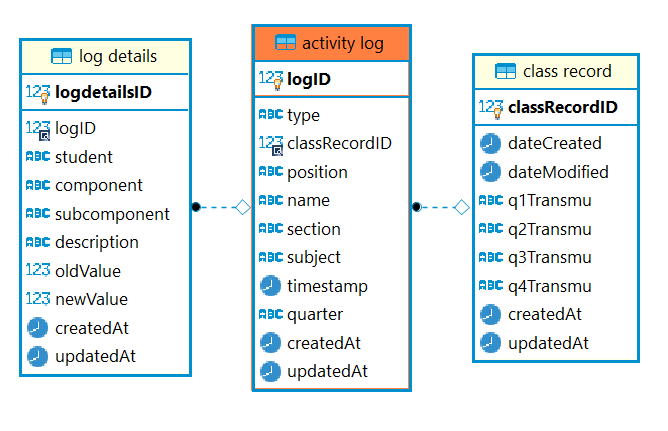 log details
123 logdetailsID
123 logID
ABC student
ABC component
ABC subcomponent
ABC description
123 oldValue
123 newValue
createdAt
updatedAt
activity log
123 logID
ABC type
123 classRecordID
ABC position
ABC name
ABC section
ABC subject
timestamp
ABC quarter
createdAt
updatedAt
class record
123 classRecordID
dateCreated
dateModified
ABC q1Transmu
ABC q2Transmu
ABC q3Transmu
ABC q4Transmu
createdAt
updatedAt